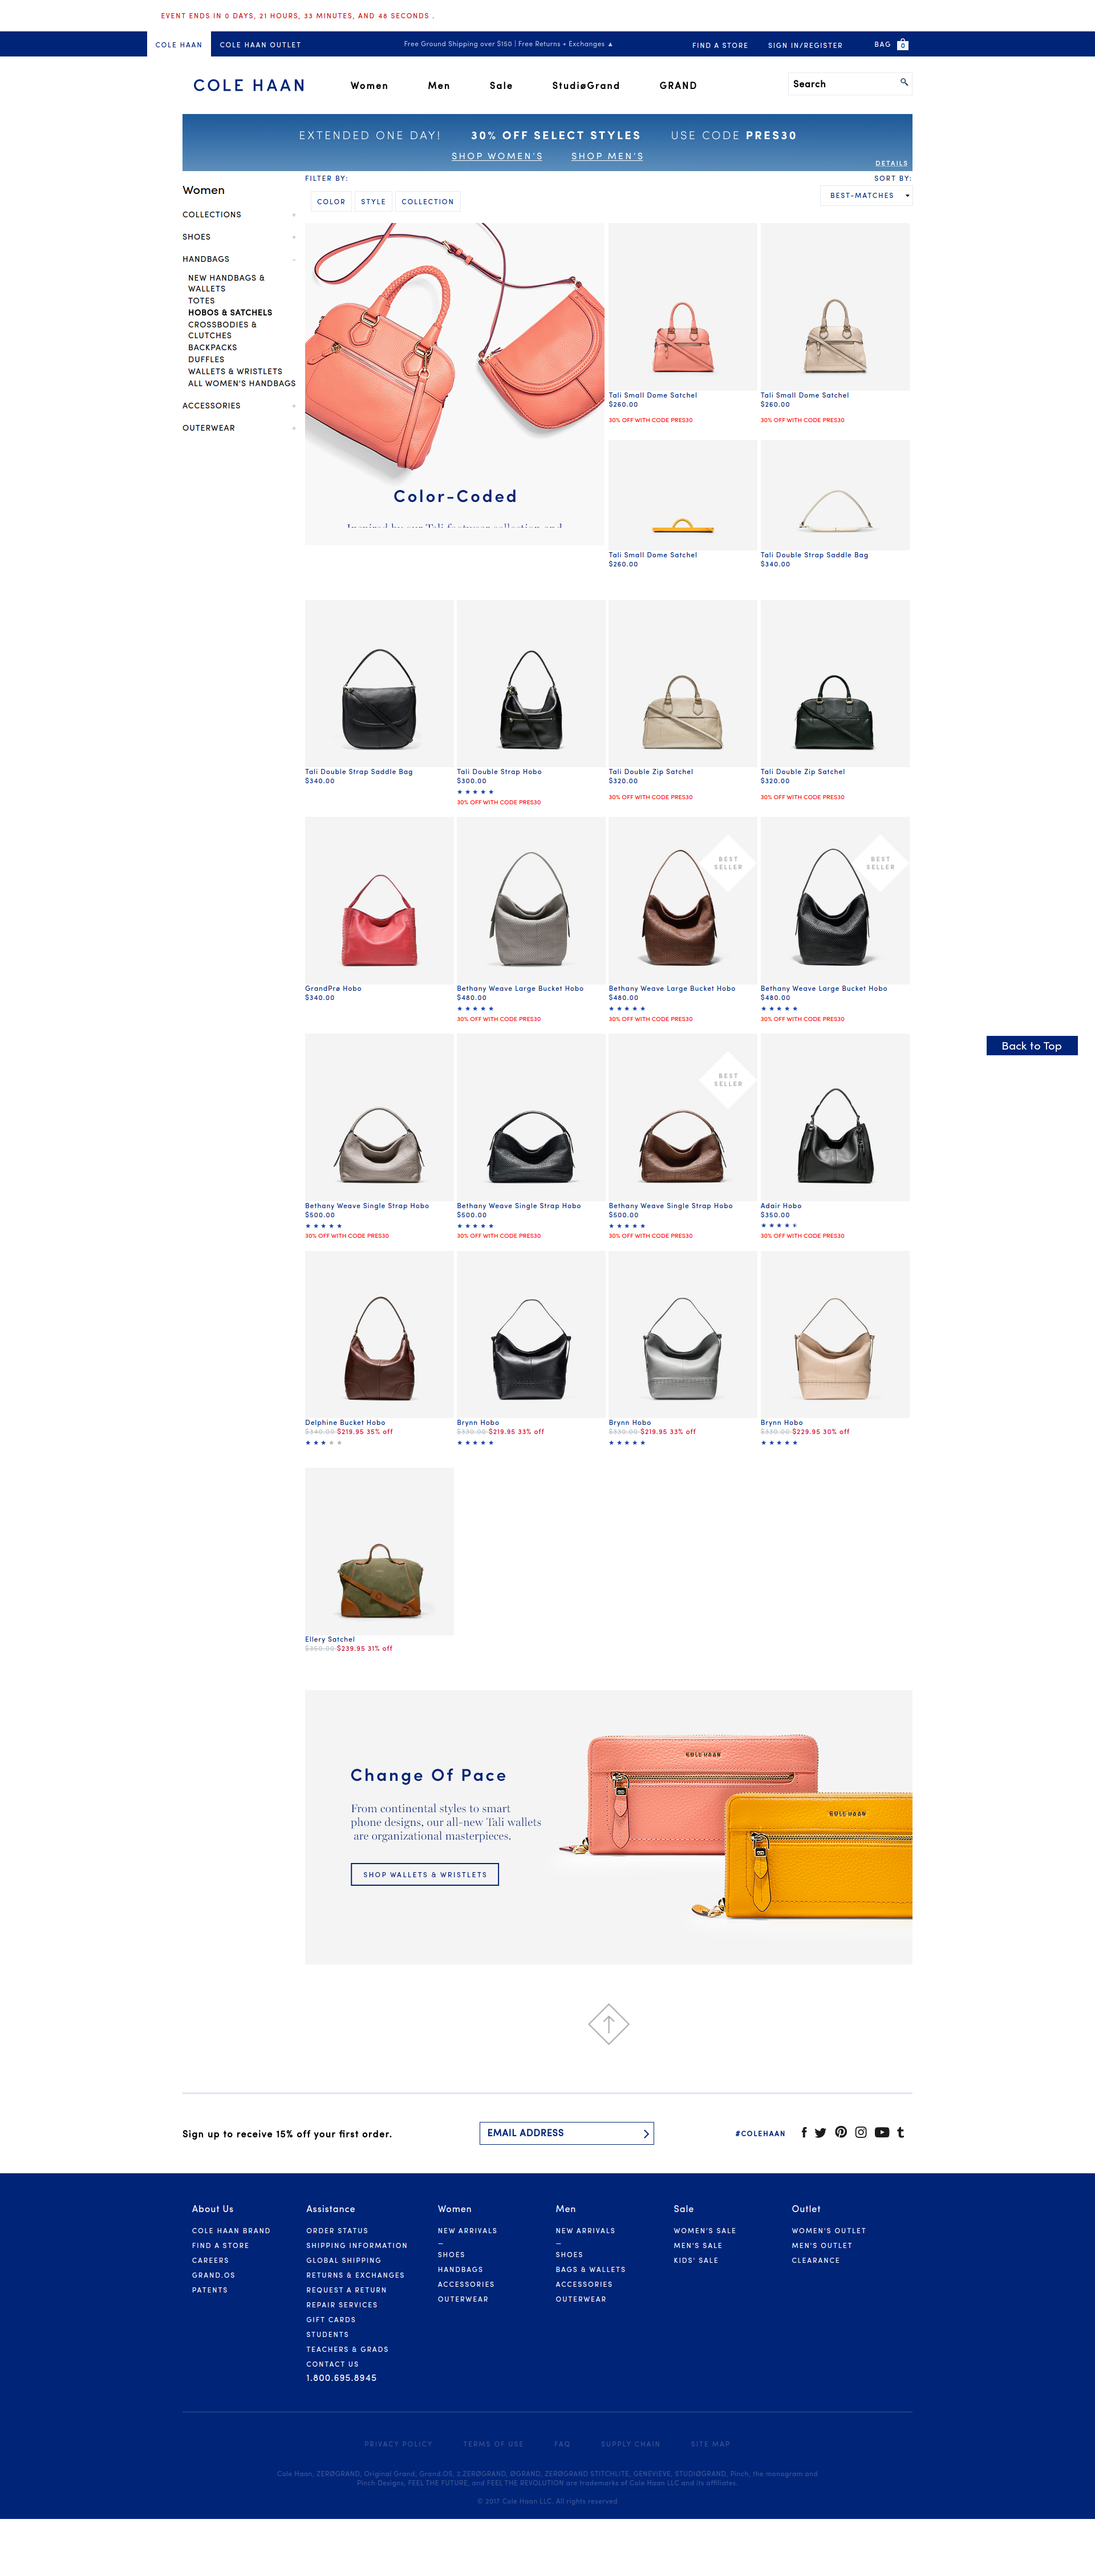 EVENT ENDS IN 0 DAYS, 21 HOURS, 33 MINUTES, AND 48 SECONDS .
COLE HAAN
COLE HAAN OUTLET
Free Ground Shipping over $150 | Free Returns + Exchanges ▲
FIND A STORE
SIGN IN/REGISTER
BAG 0
COLE HAAN
Women
Men
Sale
StudiøGrand
GRAND
Search
EXTENDED ONE DAY! 30% OFF SELECT STYLES USE CODE PRES30
SHOP WOMEN'S SHOP MEN'S
DETAILS
Women
COLLECTIONS +
SHOES +
HANDBAGS -
NEW HANDBAGS &
WALLETS
TOTES
HOBOS & SATCHELS
CROSSBODIES &
CLUTCHES
BACKPACKS
DUFFLES
WALLETS & WRISTLETS
ALL WOMEN'S HANDBAGS
ACCESSORIES +
OUTERWEAR +
FILTER BY:
COLOR
STYLE
COLLECTION
SORT BY:
BEST-MATCHES
Color-Coded
Inspired by our Tali footwear collection and
Tali Small Dome Satchel
$260.00
30% OFF WITH CODE PRES30
Tali Small Dome Satchel
$260.00
30% OFF WITH CODE PRES30
Tali Small Dome Satchel
$260.00
Tali Double Strap Saddle Bag
$340.00
Tali Double Strap Saddle Bag
$340.00
Tali Double Strap Hobo
$300.00
★★★★★
30% OFF WITH CODE PRES30
Tali Double Zip Satchel
$320.00
30% OFF WITH CODE PRES30
Tali Double Zip Satchel
$320.00
30% OFF WITH CODE PRES30
GrandPrø Hobo
$340.00
Bethany Weave Large Bucket Hobo
$480.00
★★★★★
30% OFF WITH CODE PRES30
BEST
SELLER
Bethany Weave Large Bucket Hobo
$480.00
★★★★★
30% OFF WITH CODE PRES30
BEST
SELLER
Bethany Weave Large Bucket Hobo
$480.00
★★★★★
30% OFF WITH CODE PRES30
Bethany Weave Single Strap Hobo
$500.00
★★★★★
30% OFF WITH CODE PRES30
Bethany Weave Single Strap Hobo
$500.00
★★★★★
30% OFF WITH CODE PRES30
BEST
SELLER
Bethany Weave Single Strap Hobo
$500.00
★★★★★
30% OFF WITH CODE PRES30
Adair Hobo
$350.00
★★★★★
30% OFF WITH CODE PRES30
Back to Top
Delphine Bucket Hobo
$340.00 $219.95 35% off
★★★★★
Brynn Hobo
$330.00 $219.95 33% off
★★★★★
Brynn Hobo
$330.00 $219.95 33% off
★★★★★
Brynn Hobo
$330.00 $229.95 30% off
★★★★★
Ellery Satchel
$350.00 $239.95 31% off
Change Of Pace
From continental styles to smart
phone designs, our all-new Tali wallets
are organizational masterpieces.
SHOP WALLETS & WRISTLETS
COLE HAAN
COLE HAAN
Sign up to receive 15% off your first order.
EMAIL ADDRESS
#COLEHAAN
About Us
COLE HAAN BRAND
FIND A STORE
CAREERS
GRAND.OS
PATENTS
Assistance
ORDER STATUS
SHIPPING INFORMATION
GLOBAL SHIPPING
RETURNS & EXCHANGES
REQUEST A RETURN
REPAIR SERVICES
GIFT CARDS
STUDENTS
TEACHERS & GRADS
CONTACT US
1.800.695.8945
Women
NEW ARRIVALS
—
SHOES
HANDBAGS
ACCESSORIES
OUTERWEAR
Men
NEW ARRIVALS
—
SHOES
BAGS & WALLETS
ACCESSORIES
OUTERWEAR
Sale
WOMEN'S SALE
MEN'S SALE
KIDS' SALE
Outlet
WOMEN'S OUTLET
MEN'S OUTLET
CLEARANCE
PRIVACY POLICY
TERMS OF USE
FAQ
SUPPLY CHAIN
SITE MAP
Cole Haan, ZERØGRAND, Original Grand, Grand.OS, 2.ZERØGRAND, ØGRAND, ZERØGRAND STITCHLITE, GENEVIEVE, STUDIØGRAND, Pinch, the monogram and
Pinch Designs, FEEL THE FUTURE, and FEEL THE REVOLUTION are trademarks of Cole Haan LLC and its affiliates.
© 2017 Cole Haan LLC. All rights reserved